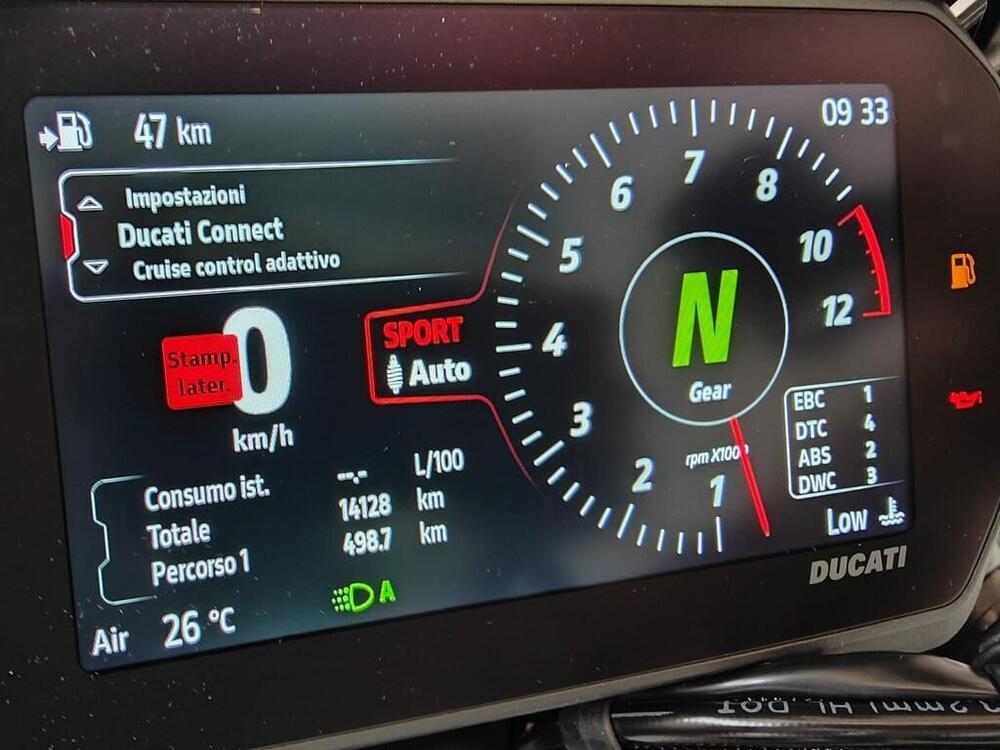 47 km
09 33
Impostazioni
Ducati Connect
Cruise control adattivo
Stamp.
later.
0
km/h
SPORT
Auto
1
2
3
4
5
6
7
8
10
12
N
Gear
rpm X1000
EBC 1
DTC 4
ABS 2
DWC 3
Low
Consumo ist. --.- L/100
Totale 14128 km
Percorso 1 498.7 km
A
Air 26 °C
DUCATI